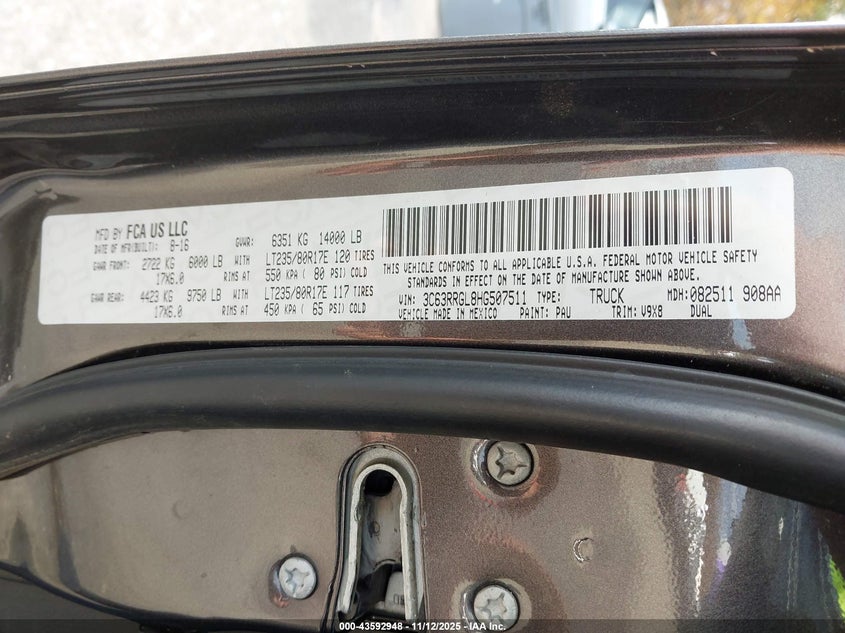 MFD BY FCA US LLC
DATE OF MFR(BUILT): 8-16 GVWR: 6351 KG 14000 LB
GAWR FRONT: 2722 KG 6000 LB WITH LT235/80R17E 120 TIRES
17X6.0 RIMS AT 550 KPA ( 80 PSI) COLD
GAWR REAR: 4423 KG 9750 LB WITH LT235/80R17E 117 TIRES
17X6.0 RIMS AT 450 KPA ( 65 PSI) COLD
THIS VEHICLE CONFORMS TO ALL APPLICABLE U.S.A. FEDERAL MOTOR VEHICLE SAFETY
STANDARDS IN EFFECT ON THE DATE OF MANUFACTURE SHOWN ABOVE.
VIN: 3C63RRGL8HG507511 TYPE: TRUCK MDH: 082511 908AA
VEHICLE MADE IN MEXICO PAINT: PAU TRIM: V9X8 DUAL
000-43592948 - 11/12/2025 - IAA Inc.